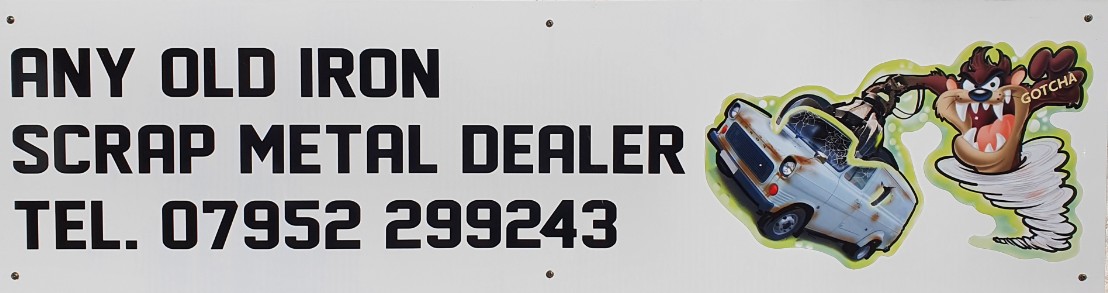 ANY OLD IRON
SCRAP METAL DEALER
TEL. 07952 299243
GOTCHA